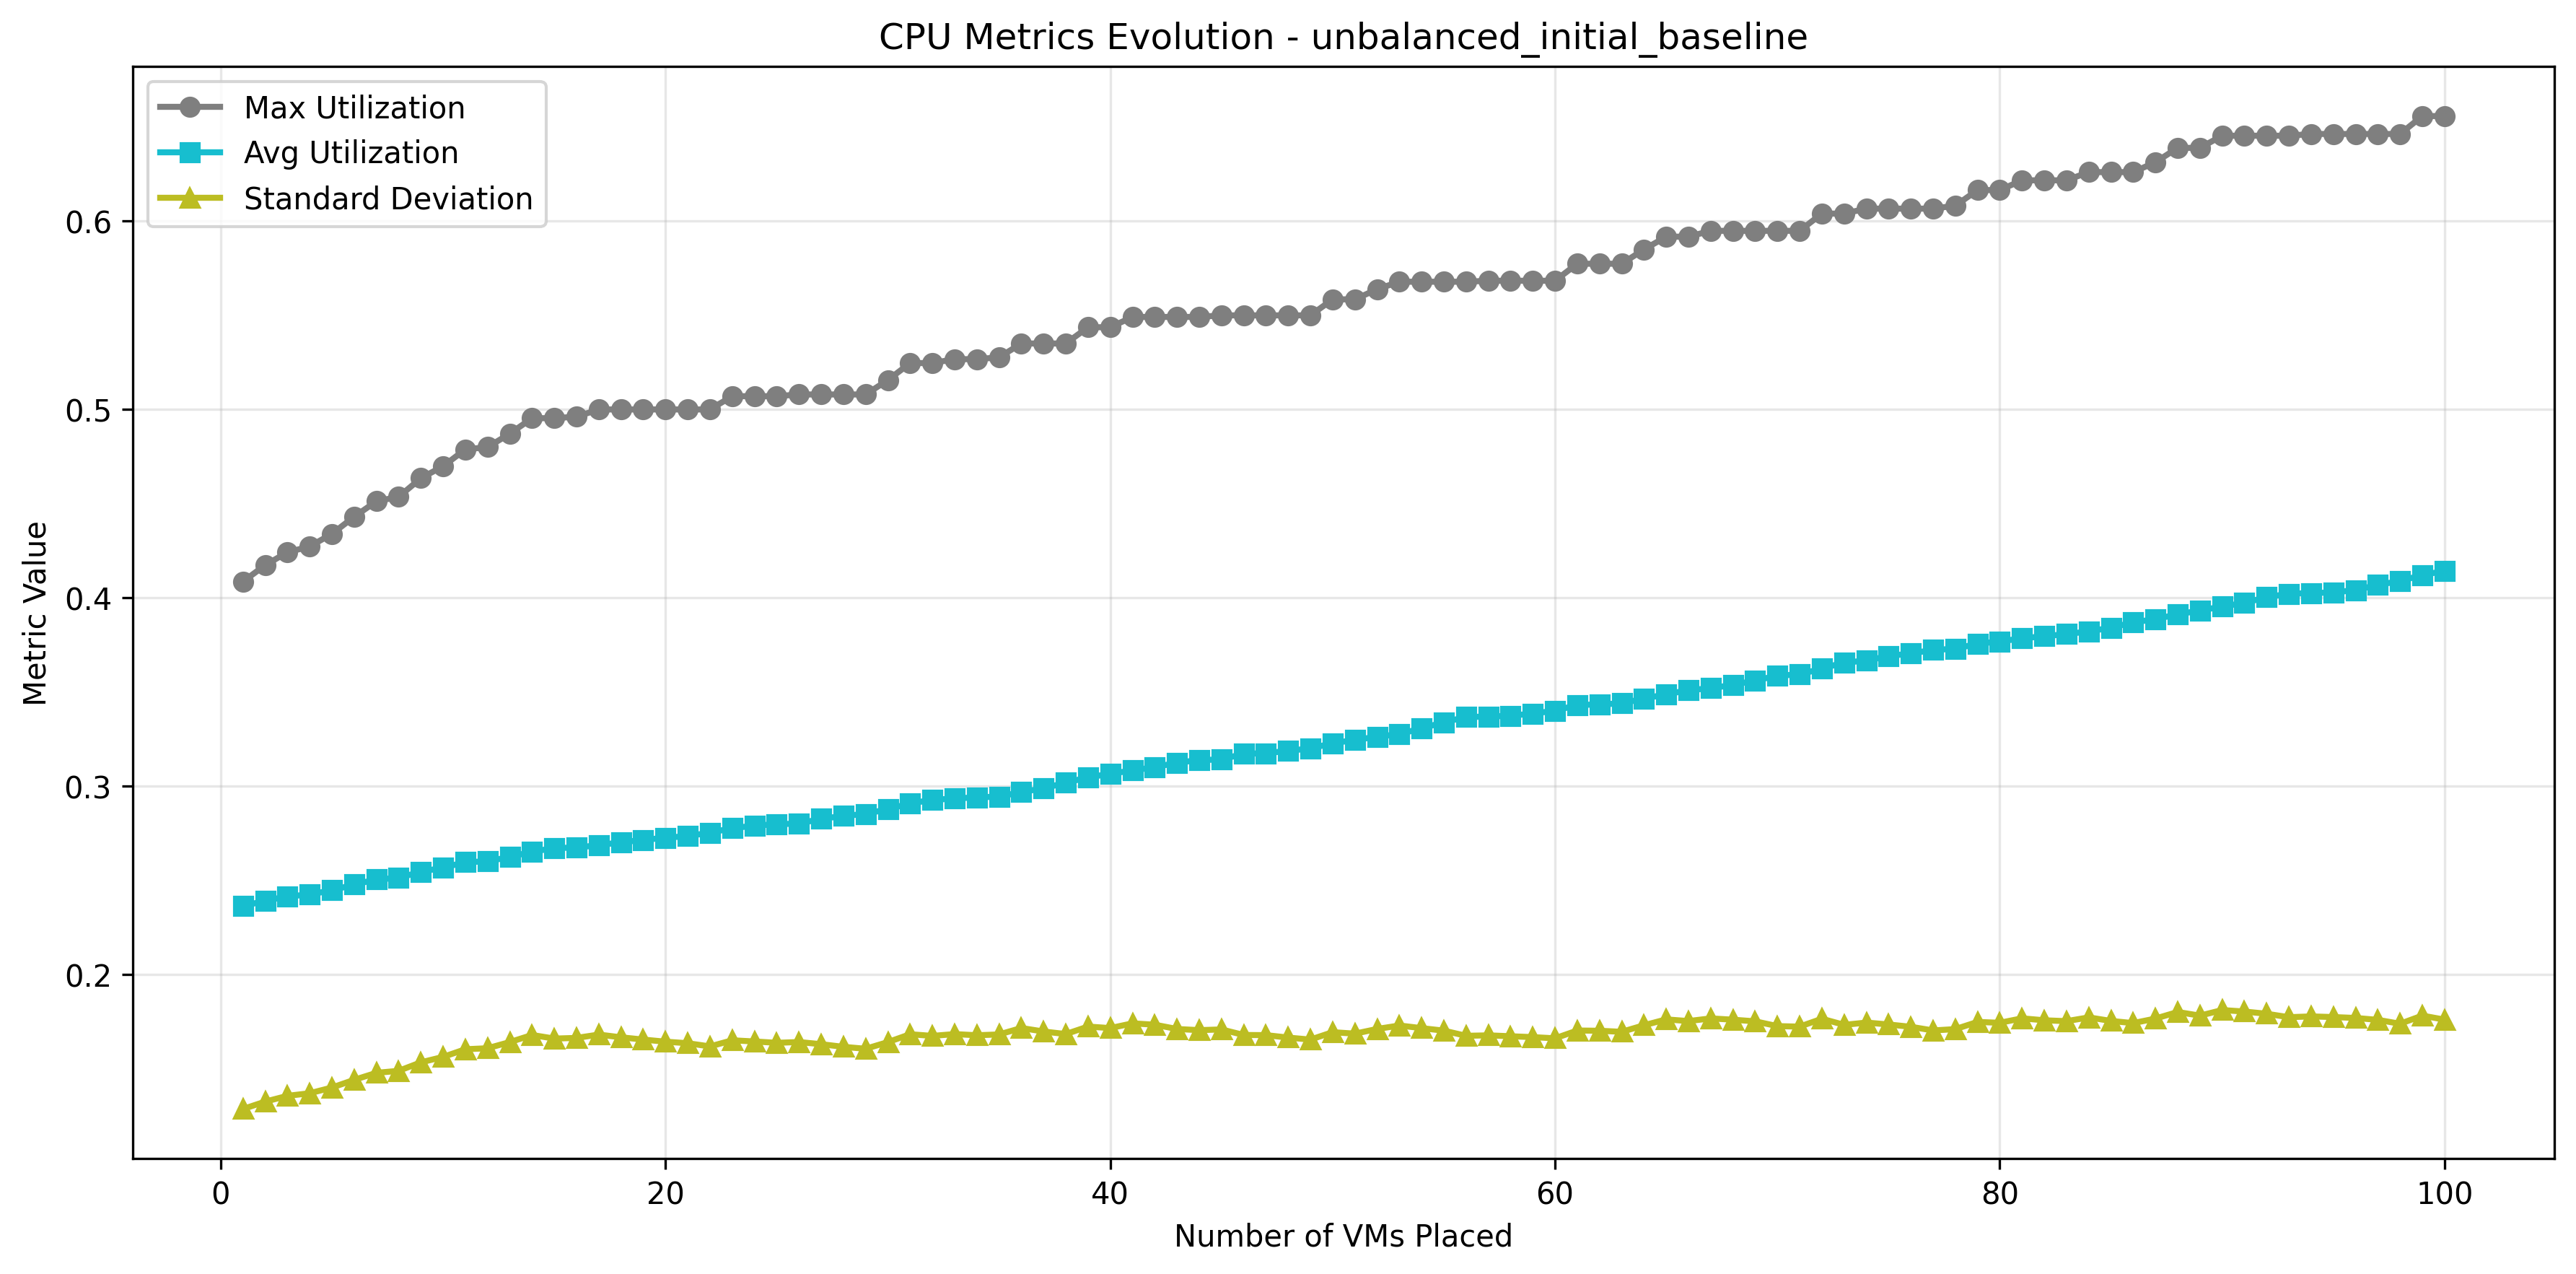 CPU Metrics Evolution - unbalanced_initial_baseline
Max Utilization
Avg Utilization
Standard Deviation
Metric Value
0.6
0.5
0.4
0.3
0.2
0 20 40 60 80 100
Number of VMs Placed